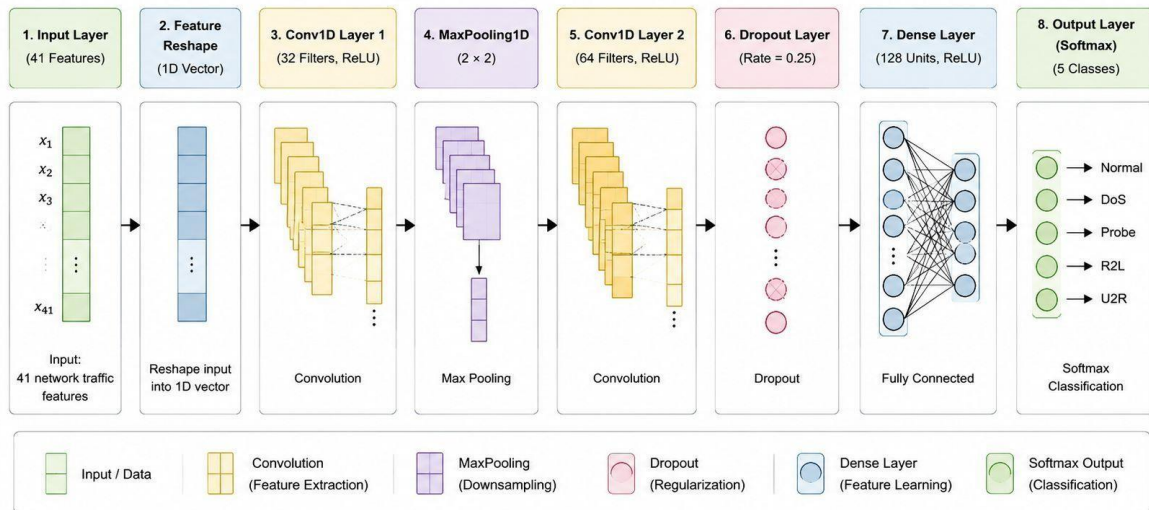 1. Input Layer
(41 Features)
2. Feature
Reshape
(1D Vector)
3. Conv1D Layer 1
(32 Filters, ReLU)
4. MaxPooling1D
(2 × 2)
5. Conv1D Layer 2
(64 Filters, ReLU)
6. Dropout Layer
(Rate = 0.25)
7. Dense Layer
(128 Units, ReLU)
8. Output Layer
(Softmax)
(5 Classes)
x1
x2
x3
x41
Input:
41 network traffic
features
Reshape input
into 1D vector
Convolution
Max Pooling
Convolution
Dropout
Fully Connected
Normal
DoS
Probe
R2L
U2R
Softmax
Classification
Input / Data
Convolution
(Feature Extraction)
MaxPooling
(Downsampling)
Dropout
(Regularization)
Dense Layer
(Feature Learning)
Softmax Output
(Classification)